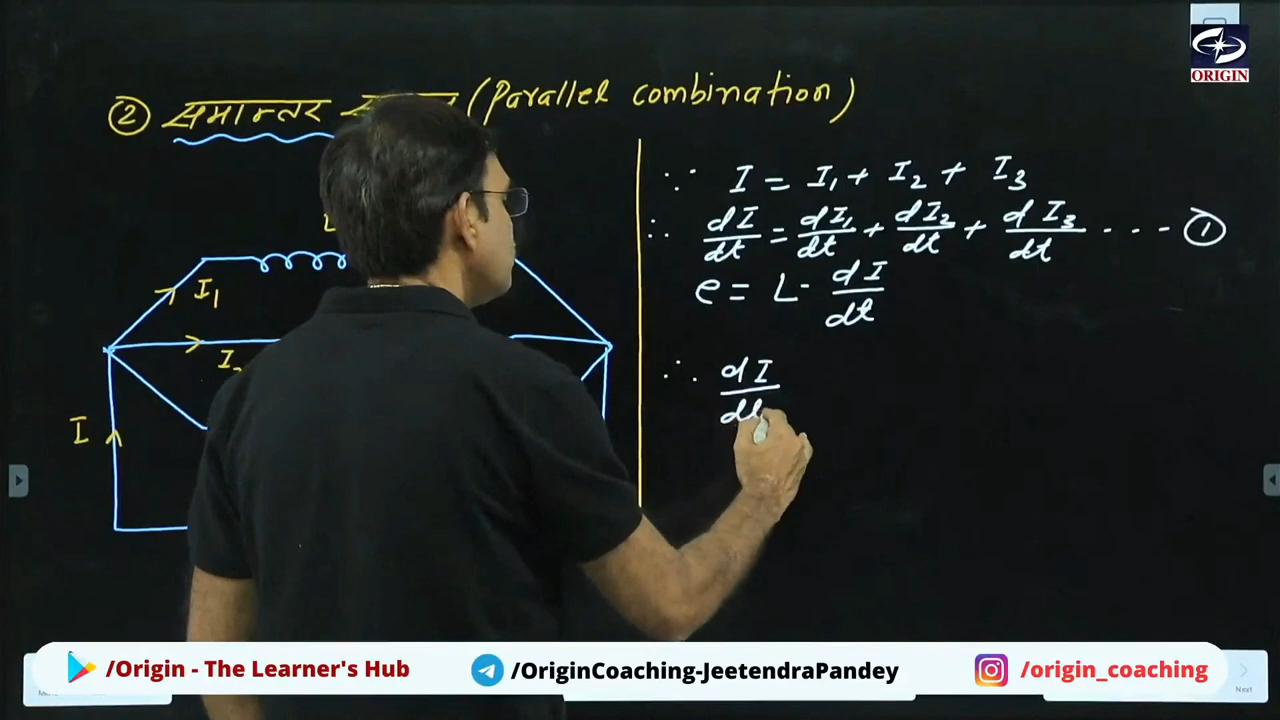 ORIGIN
② समान्तर (Parallel combination)
∵ I = I₁ + I₂ + I₃
∴ dI/dt = dI₁/dt + dI₂/dt + dI₃/dt ---- ①
e = L · dI/dt
∴ dI/dt
I₁
I
/Origin - The Learner's Hub
/OriginCoaching-JeetendraPandey
/origin_coaching
Next